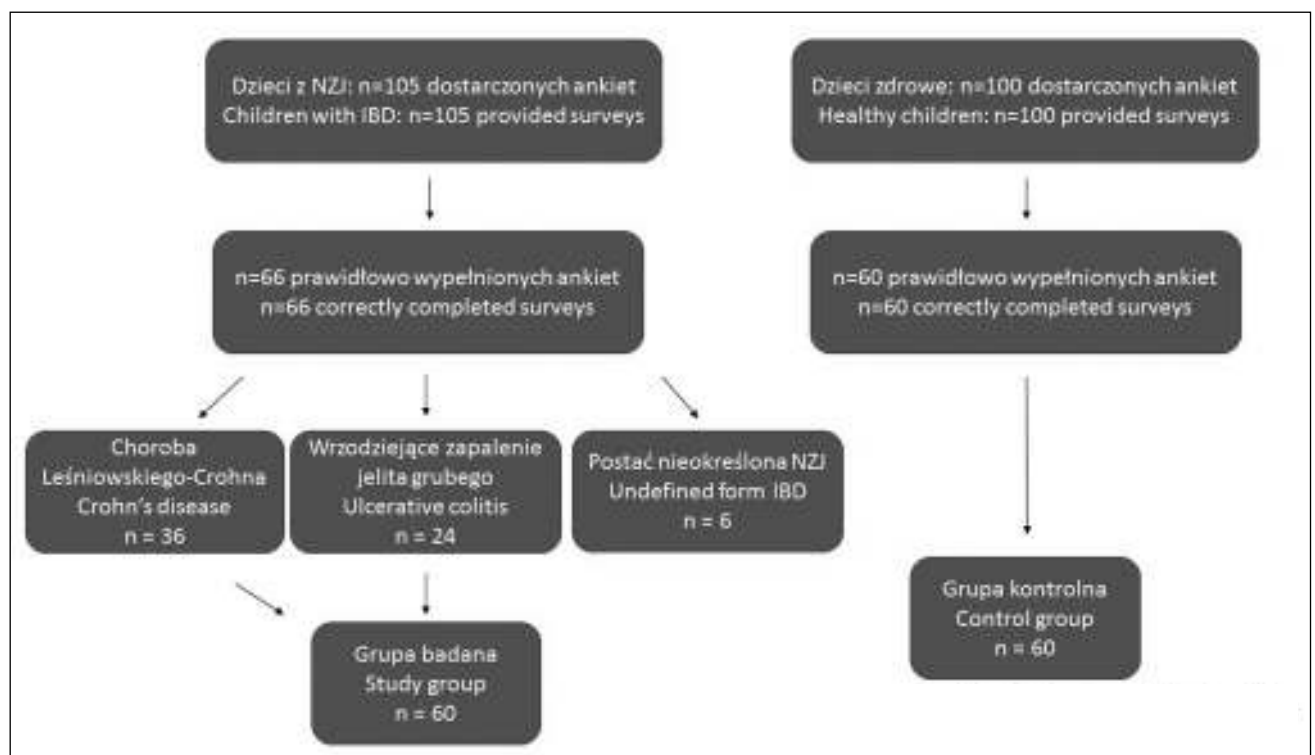 Dzieci z NZJ: n=105 dostarczonych ankiet
Children with IBD: n=105 provided surveys
Dzieci zdrowe: n=100 dostarczonych ankiet
Healthy children: n=100 provided surveys
n=66 prawidłowo wypełnionych ankiet
n=66 correctly completed surveys
n=60 prawidłowo wypełnionych ankiet
n=60 correctly completed surveys
Choroba
Leśniowskiego-Crohna
Crohn's disease
n = 36
Wrzodziejące zapalenie
jelita grubego
Ulcerative colitis
n = 24
Postać nieokreślona NZJ
Undefined form IBD
n = 6
Grupa kontrolna
Control group
n = 60
Grupa badana
Study group
n = 60